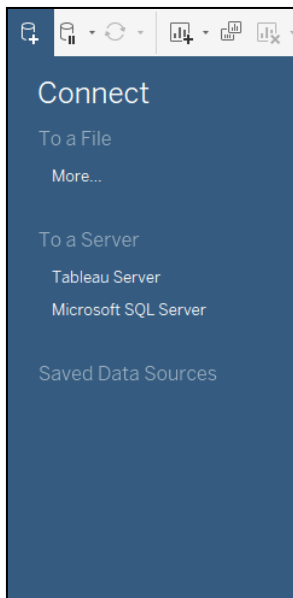 Connect
To a File
More...
To a Server
Tableau Server
Microsoft SQL Server
Saved Data Sources